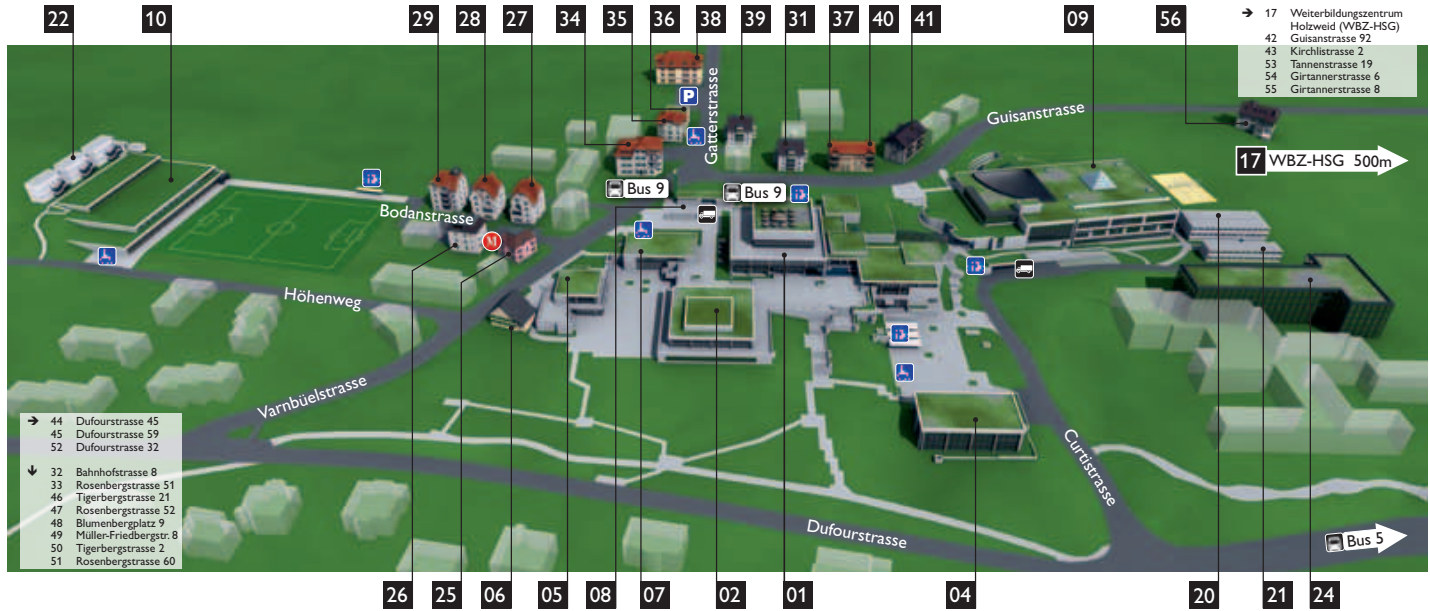 22
10
29
28
27
34
35
36
38
39
31
37
40
41
09
56
→ 17 Weiterbildungszentrum
Holzweid (WBZ-HSG)
42 Guisanstrasse 92
43 Kirchlistrasse 2
53 Tannenstrasse 19
54 Girtannerstrasse 6
55 Girtannerstrasse 8
P
Gatterstrasse
Guisanstrasse
17 WBZ-HSG 500m
Bus 9
Bus 9
Bodanstrasse
M
Höhenweg
Varnbüelstrasse
→ 44 Dufourstrasse 45
45 Dufourstrasse 59
52 Dufourstrasse 32
↓ 32 Bahnhofstrasse 8
33 Rosenbergstrasse 51
46 Tigerbergstrasse 21
47 Rosenbergstrasse 52
48 Blumenbergplatz 9
49 Müller-Friedbergstr. 8
50 Tigerbergstrasse 2
51 Rosenbergstrasse 60
Curtistrasse
Dufourstrasse
Bus 5
26
25
06
05
08
07
02
01
04
20
21
24